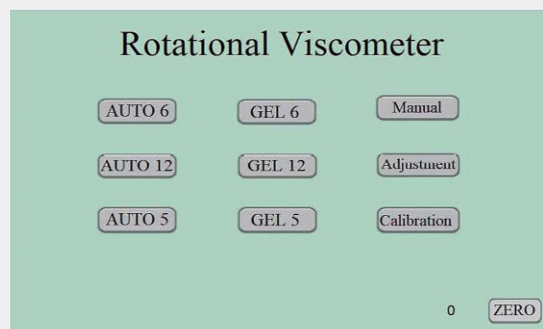 Rotational Viscometer
AUTO 6 GEL 6 Manual
AUTO 12 GEL 12 Adjustment
AUTO 5 GEL 5 Calibration
0 ZERO